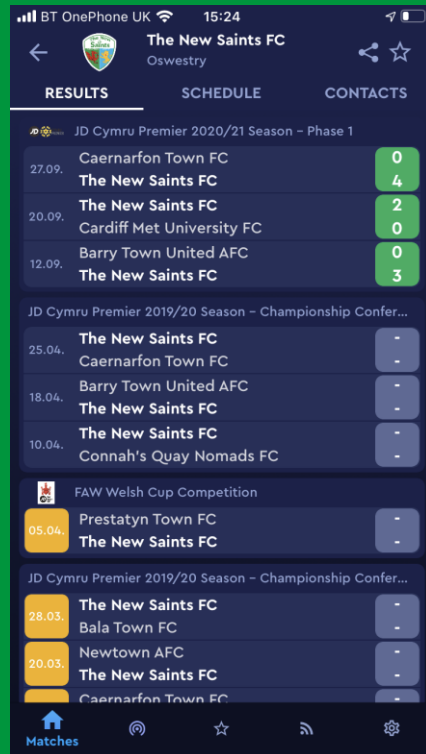 BT OnePhone UK 15:24
The New Saints FC
Oswestry
RESULTS SCHEDULE CONTACTS
JD Cymru Premier 2020/21 Season - Phase 1
27.09. Caernarfon Town FC 0
The New Saints FC 4
20.09. The New Saints FC 2
Cardiff Met University FC 0
12.09. Barry Town United AFC 0
The New Saints FC 3
JD Cymru Premier 2019/20 Season - Championship Confer...
25.04. The New Saints FC -
Caernarfon Town FC -
18.04. Barry Town United AFC -
The New Saints FC -
10.04. The New Saints FC -
Connah's Quay Nomads FC -
FAW Welsh Cup Competition
05.04. Prestatyn Town FC -
The New Saints FC -
JD Cymru Premier 2019/20 Season - Championship Confer...
28.03. The New Saints FC -
Bala Town FC -
20.03. Newtown AFC -
The New Saints FC -
Caernarfon Town FC -
Matches